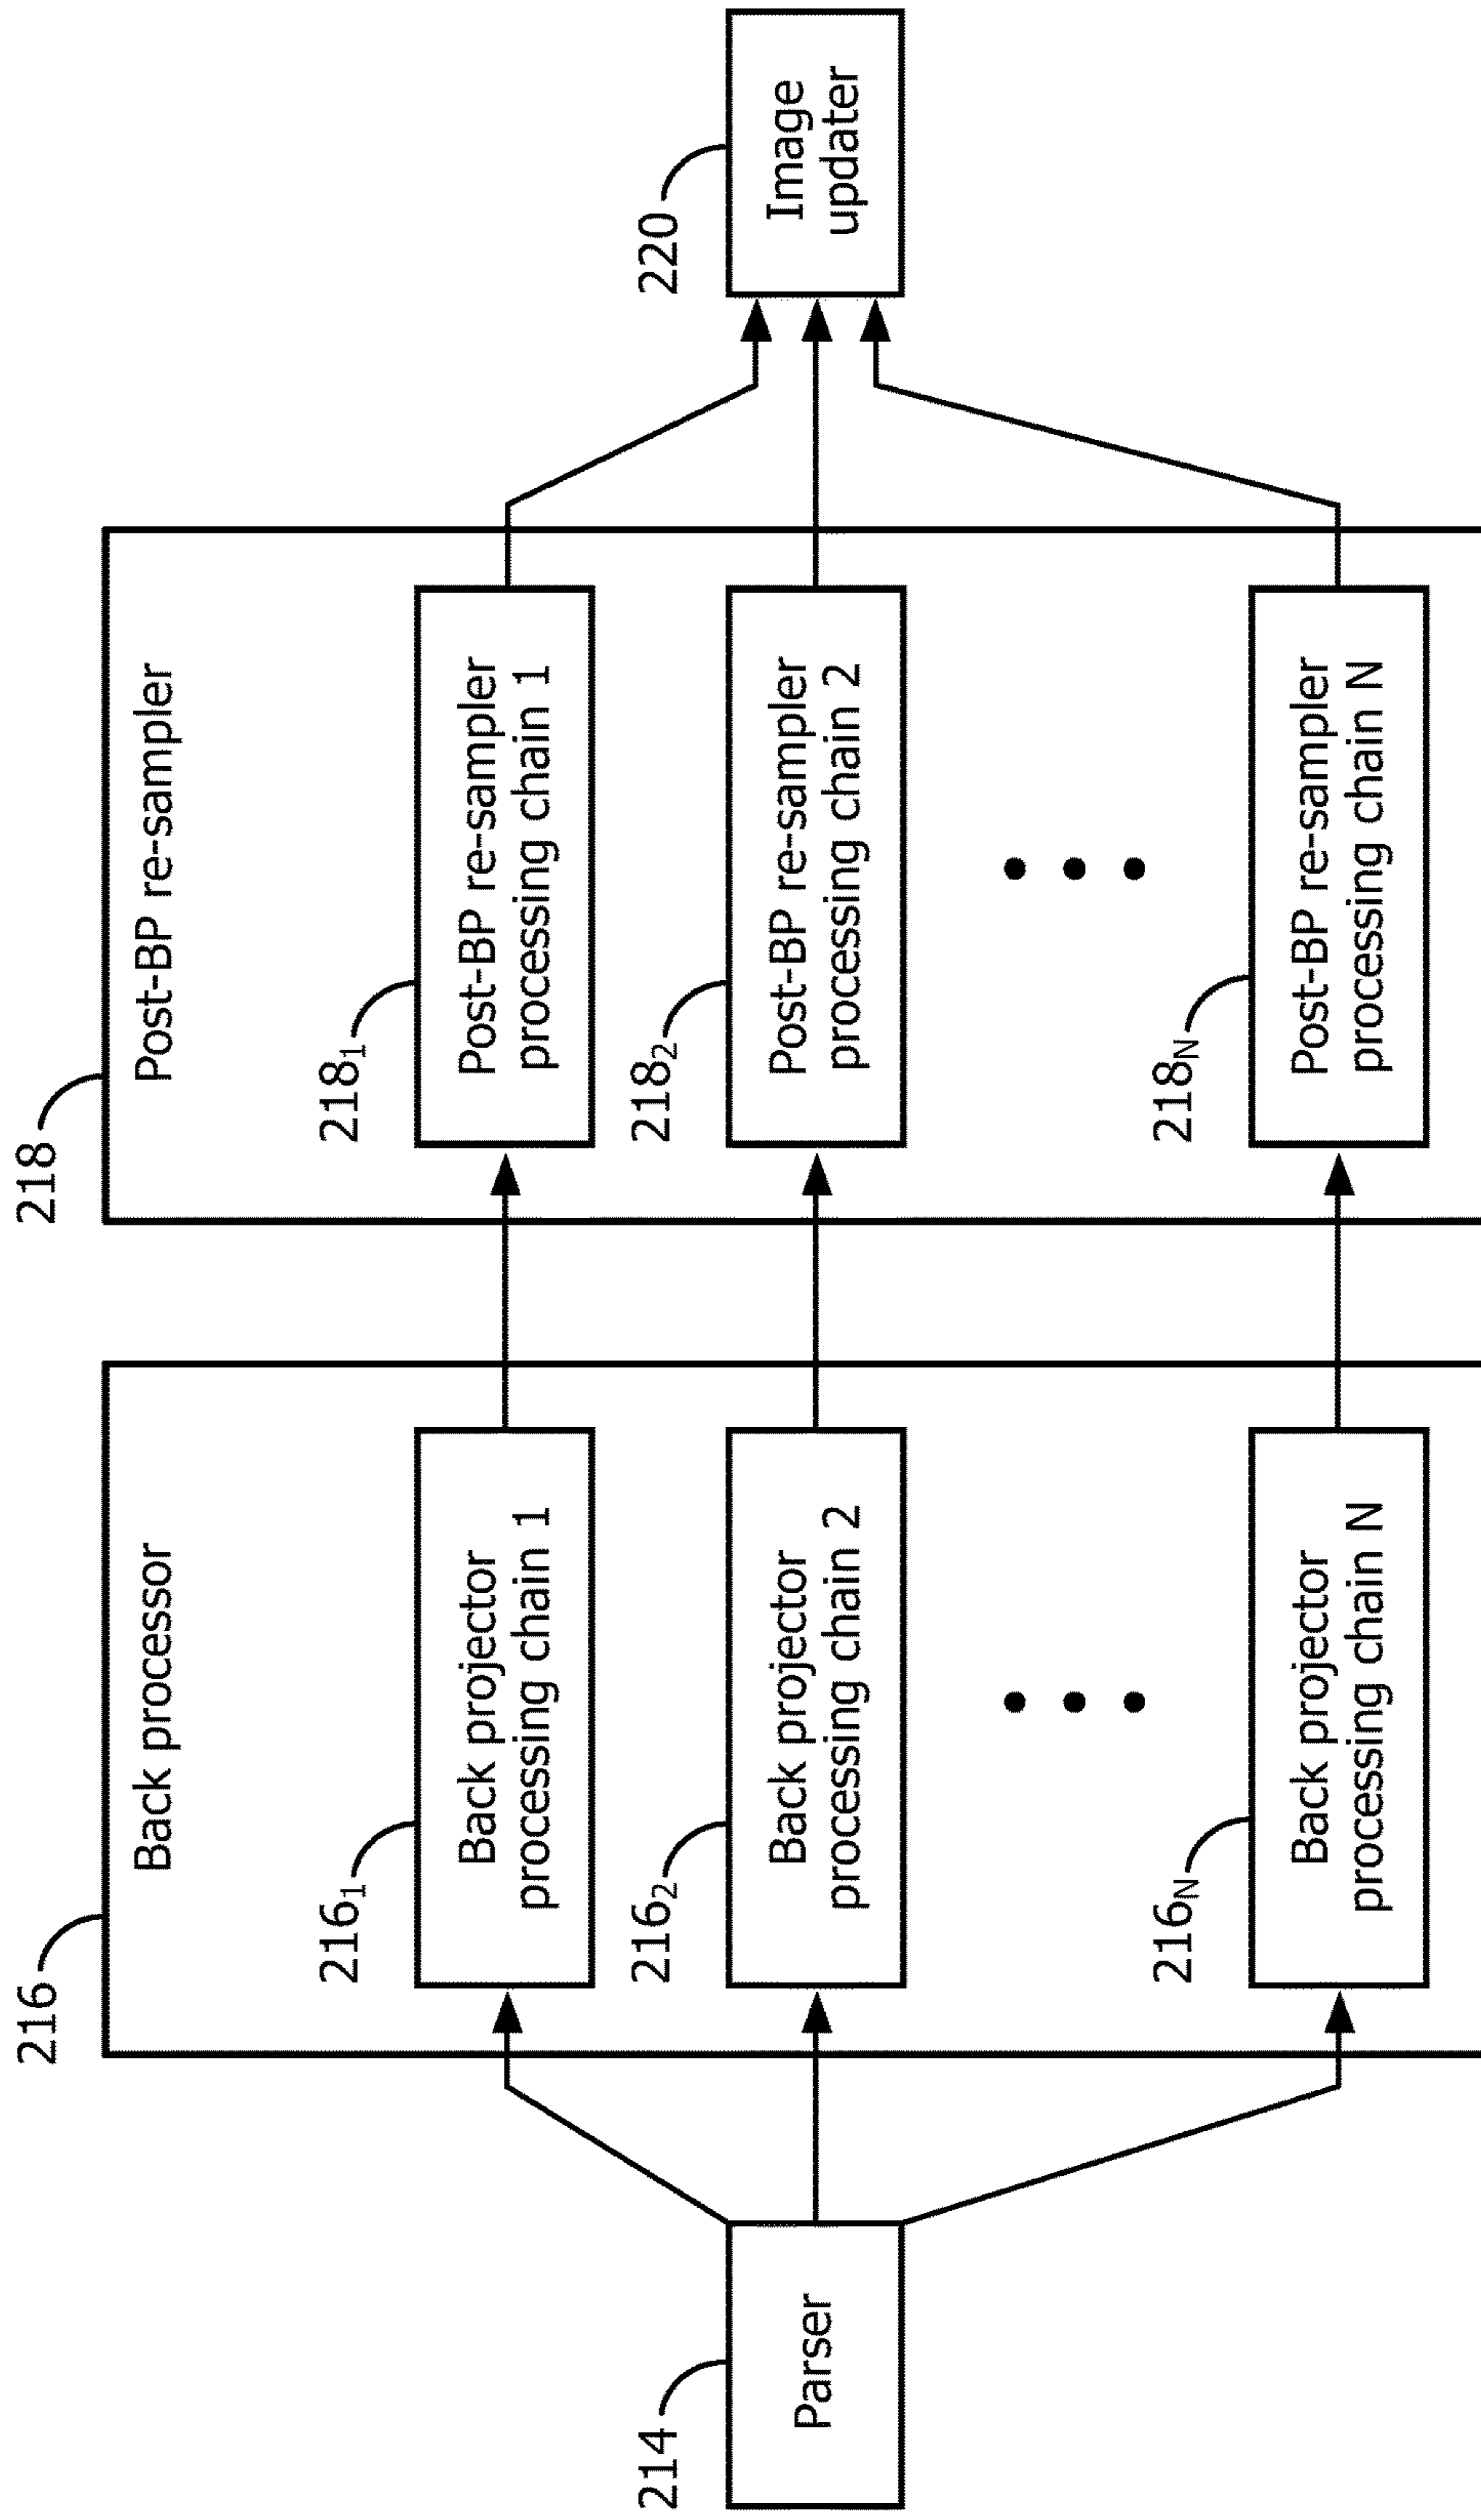 216
218
Back processor
Post-BP re-sampler
216₁
218₁
Back projector
processing chain 1
Post-BP re-sampler
processing chain 1
214
216₂
218₂
220
Parser
Back projector
processing chain 2
Post-BP re-sampler
processing chain 2
Image
updater
216ₙ
218ₙ
Back projector
processing chain N
Post-BP re-sampler
processing chain N